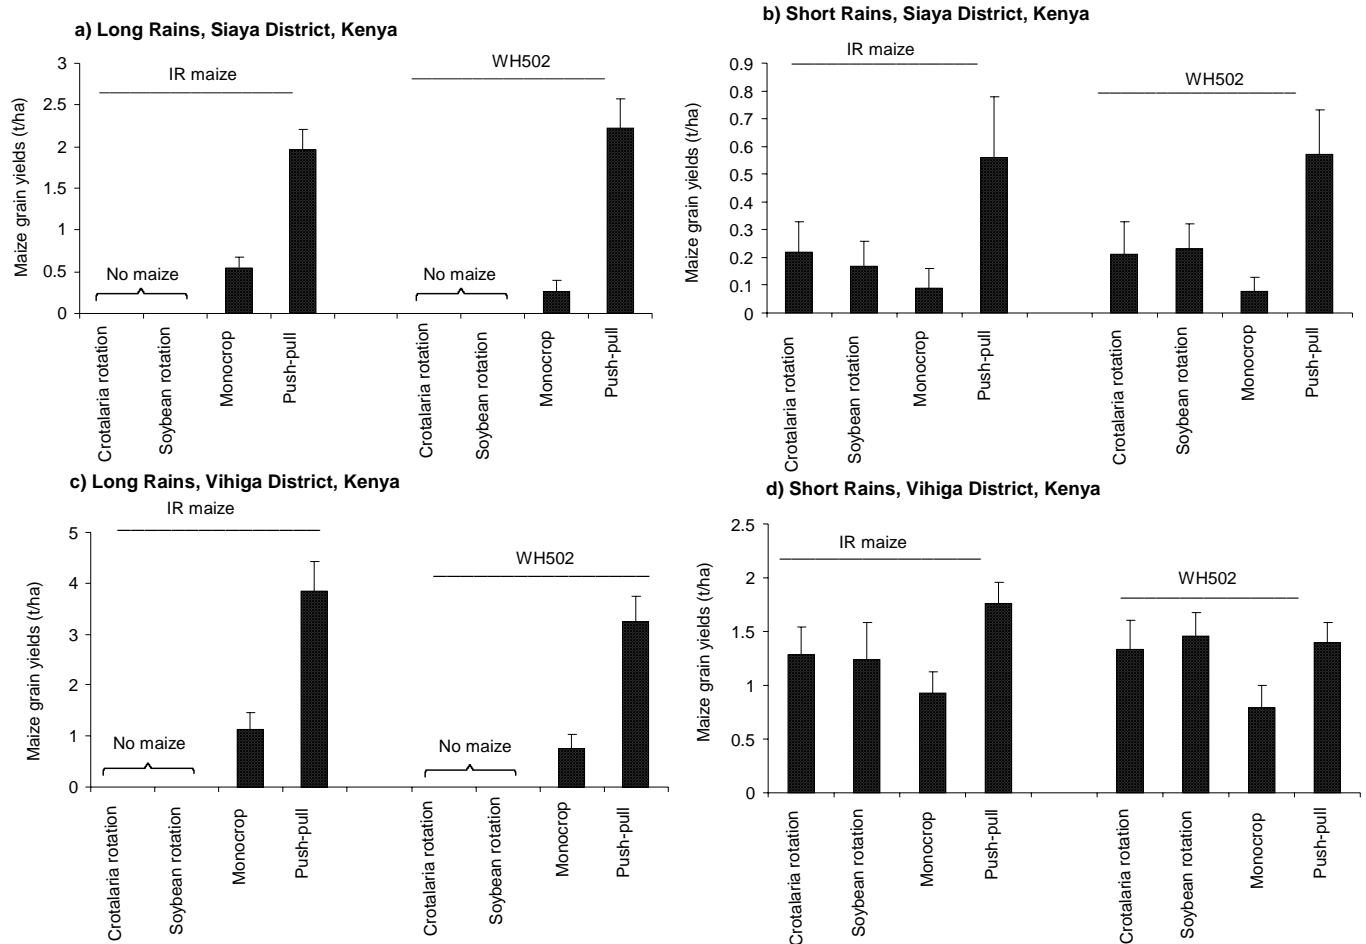 a) Long Rains, Siaya District, Kenya
Maize grain yields (t/ha)
3
2.5
2
1.5
1
0.5
0
IR maize
WH502
No maize
No maize
Crotalaria rotation
Soybean rotation
Monocrop
Push-pull
Crotalaria rotation
Soybean rotation
Monocrop
Push-pull
b) Short Rains, Siaya District, Kenya
Maize grain yields (t/ha)
0.9
0.8
0.7
0.6
0.5
0.4
0.3
0.2
0.1
0
IR maize
WH502
Crotalaria rotation
Soybean rotation
Monocrop
Push-pull
Crotalaria rotation
Soybean rotation
Monocrop
Push-pull
c) Long Rains, Vihiga District, Kenya
Maize grain yields (t/ha)
5
4
3
2
1
0
IR maize
WH502
No maize
No maize
Crotalaria rotation
Soybean rotation
Monocrop
Push-pull
Crotalaria rotation
Soybean rotation
Monocrop
Push-pull
d) Short Rains, Vihiga District, Kenya
Maize grain yields (t/ha)
2.5
2
1.5
1
0.5
0
IR maize
WH502
Crotalaria rotation
Soybean rotation
Monocrop
Push-pull
Crotalaria rotation
Soybean rotation
Monocrop
Push-pull